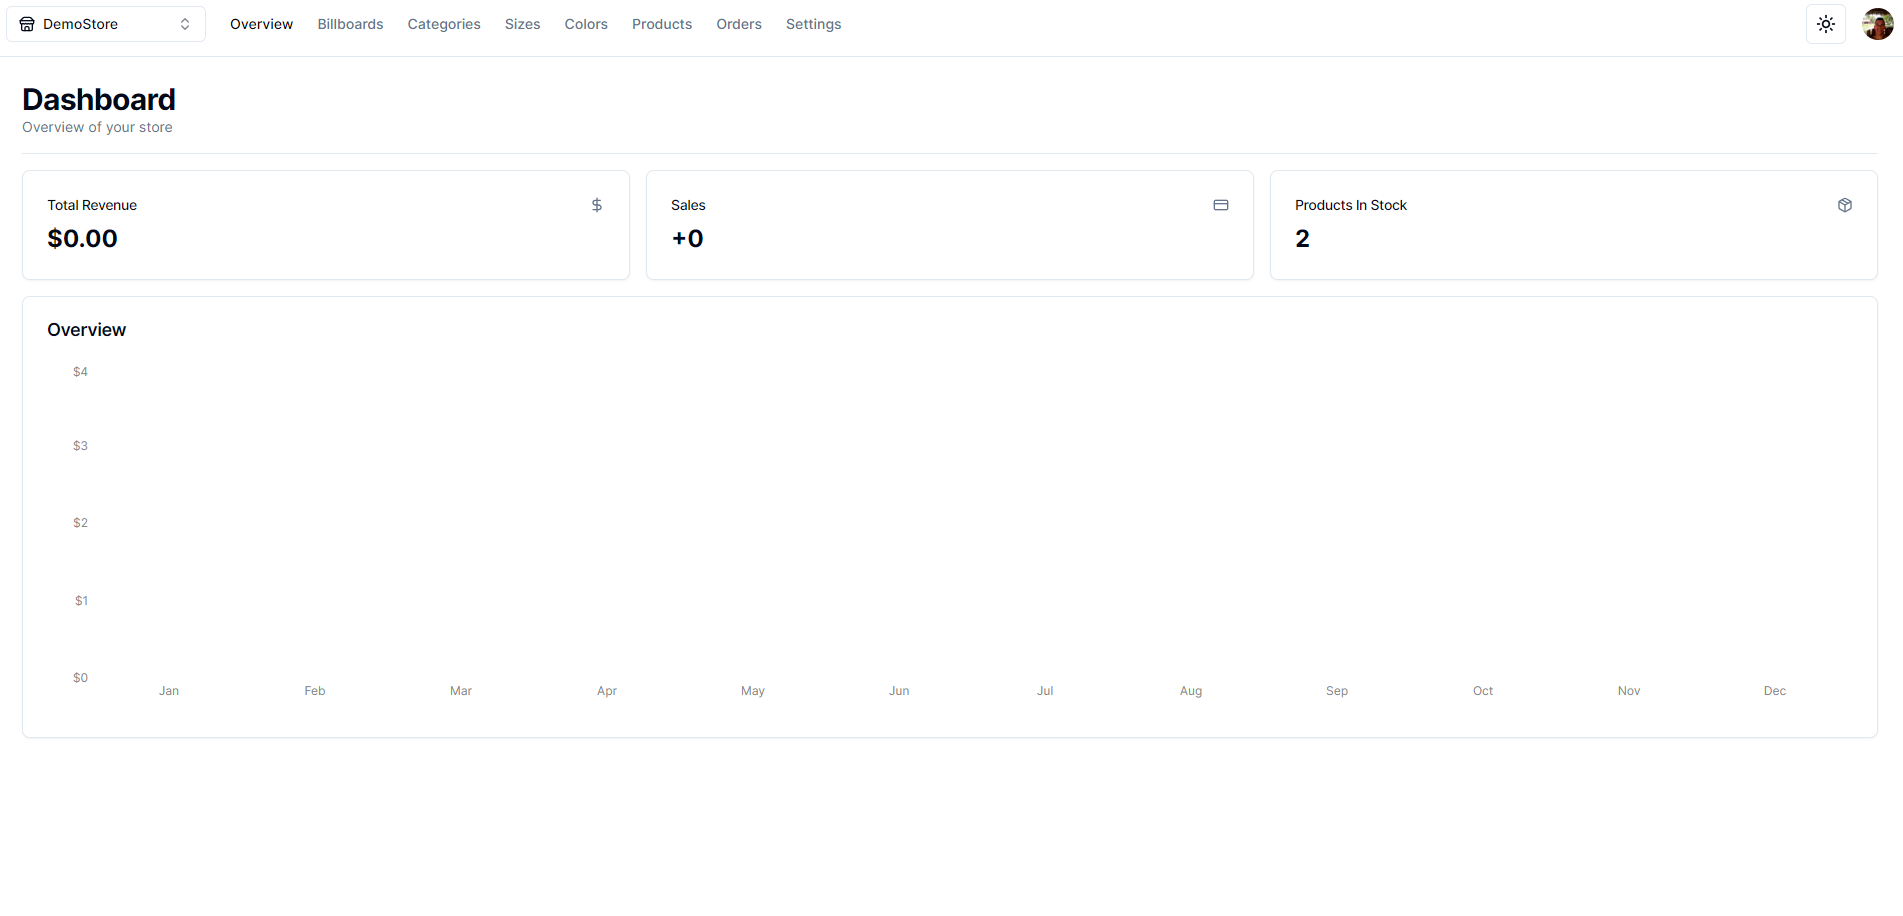 DemoStore Overview Billboards Categories Sizes Colors Products Orders Settings
Dashboard
Overview of your store
Total Revenue
$0.00
Sales
+0
Products In Stock
2
Overview
$4
$3
$2
$1
$0
Jan Feb Mar Apr May Jun Jul Aug Sep Oct Nov Dec